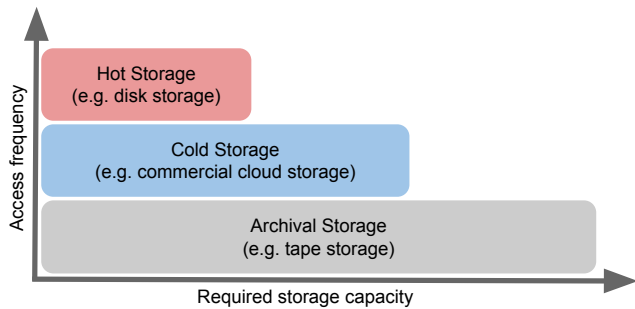 Access frequency
Hot Storage
(e.g. disk storage)
Cold Storage
(e.g. commercial cloud storage)
Archival Storage
(e.g. tape storage)
Required storage capacity